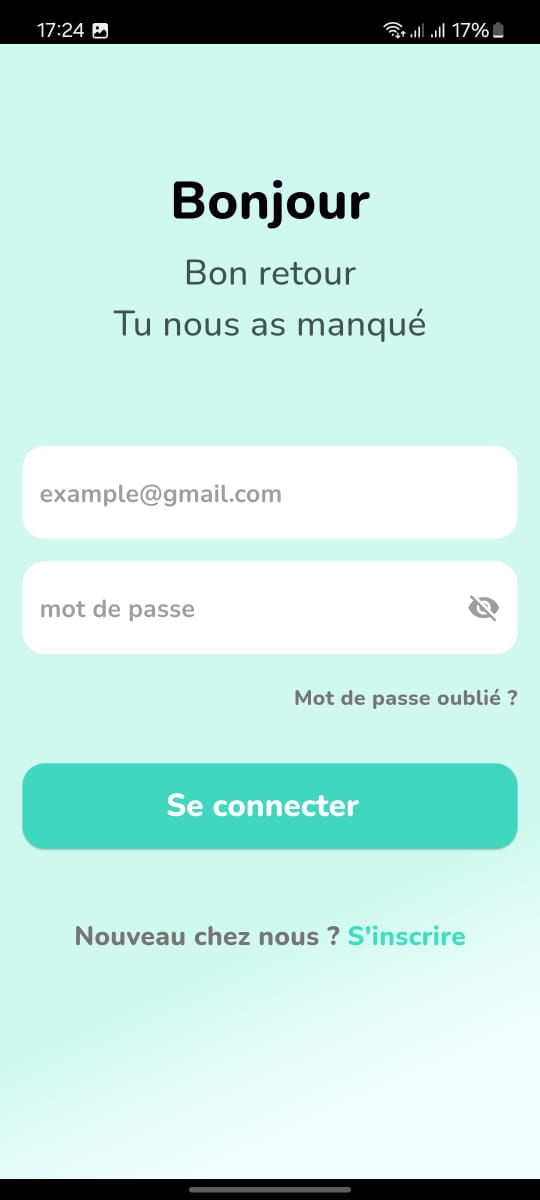 17:24 17%
Bonjour
Bon retour
Tu nous as manqué
example@gmail.com
mot de passe
Mot de passe oublié ?
Se connecter
Nouveau chez nous ? S'inscrire